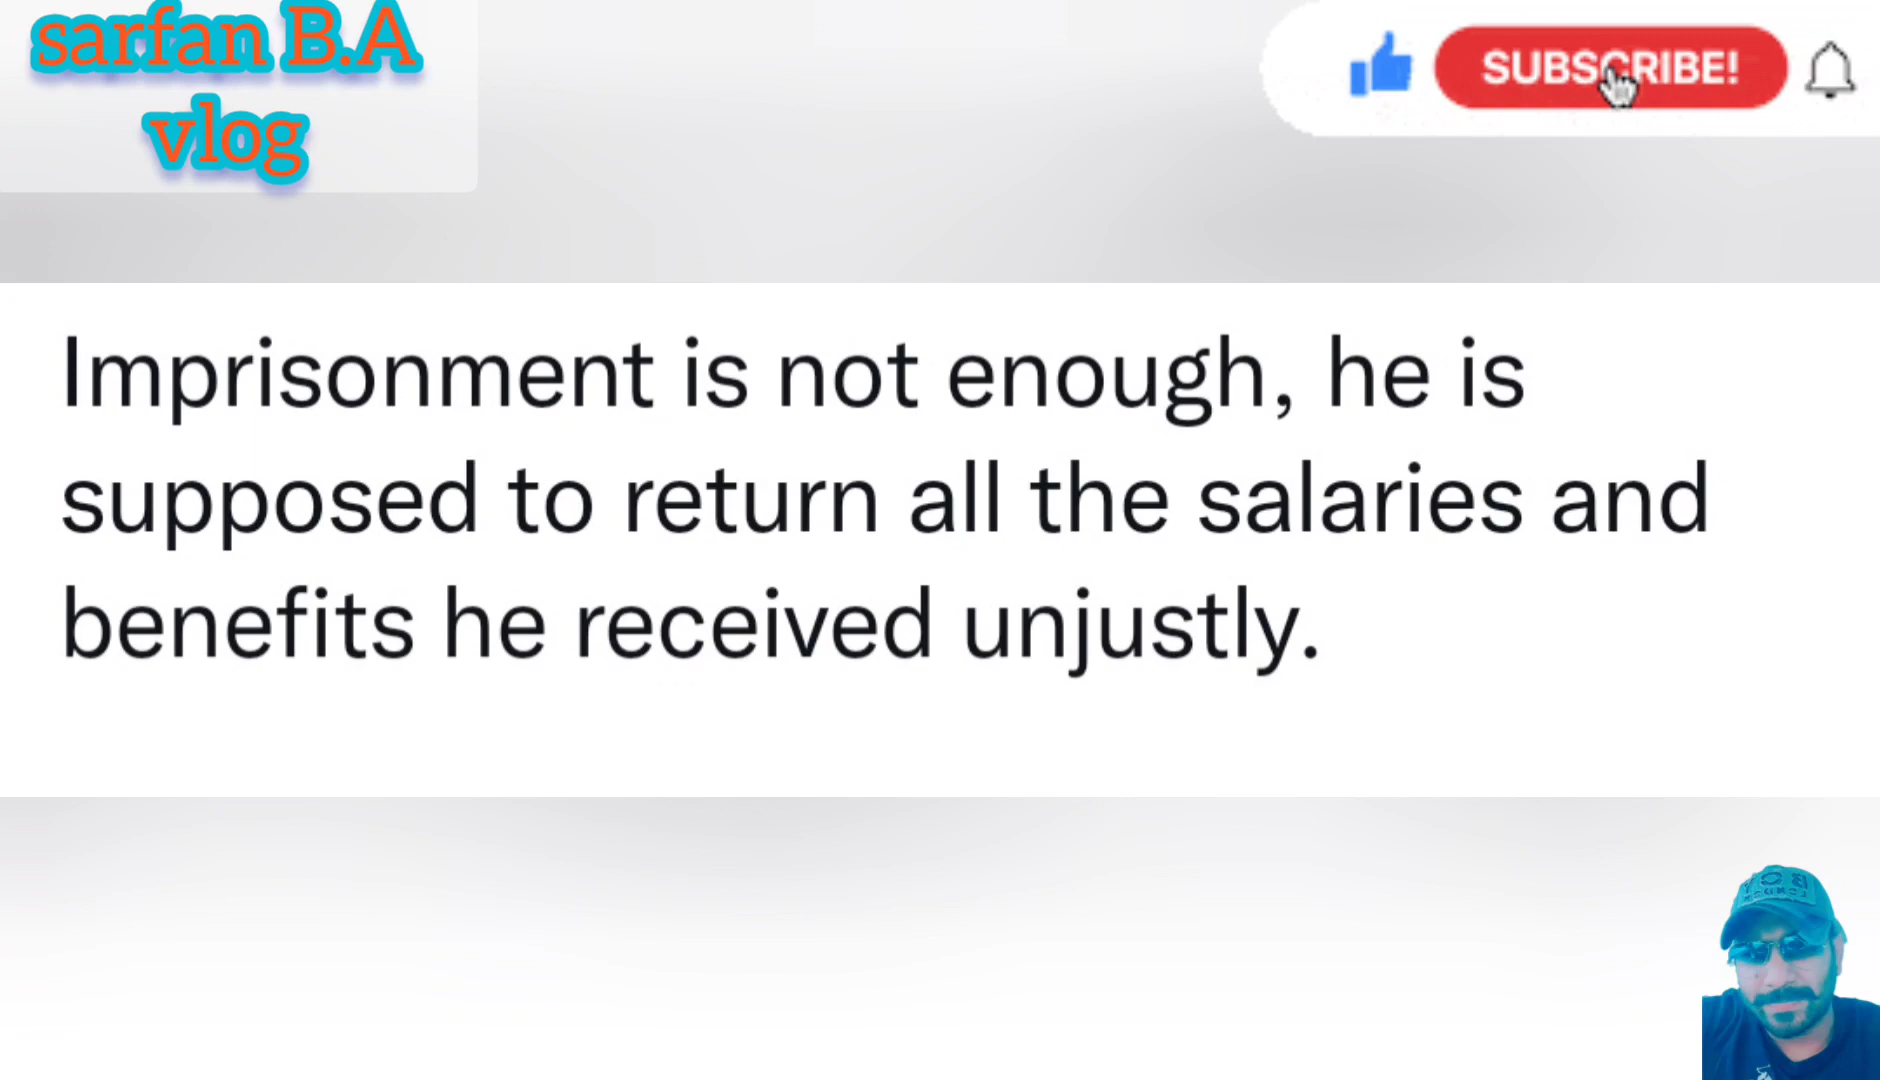 sarfan B.A
vlog
SUBSCRIBE!
Imprisonment is not enough, he is
supposed to return all the salaries and
benefits he received unjustly.